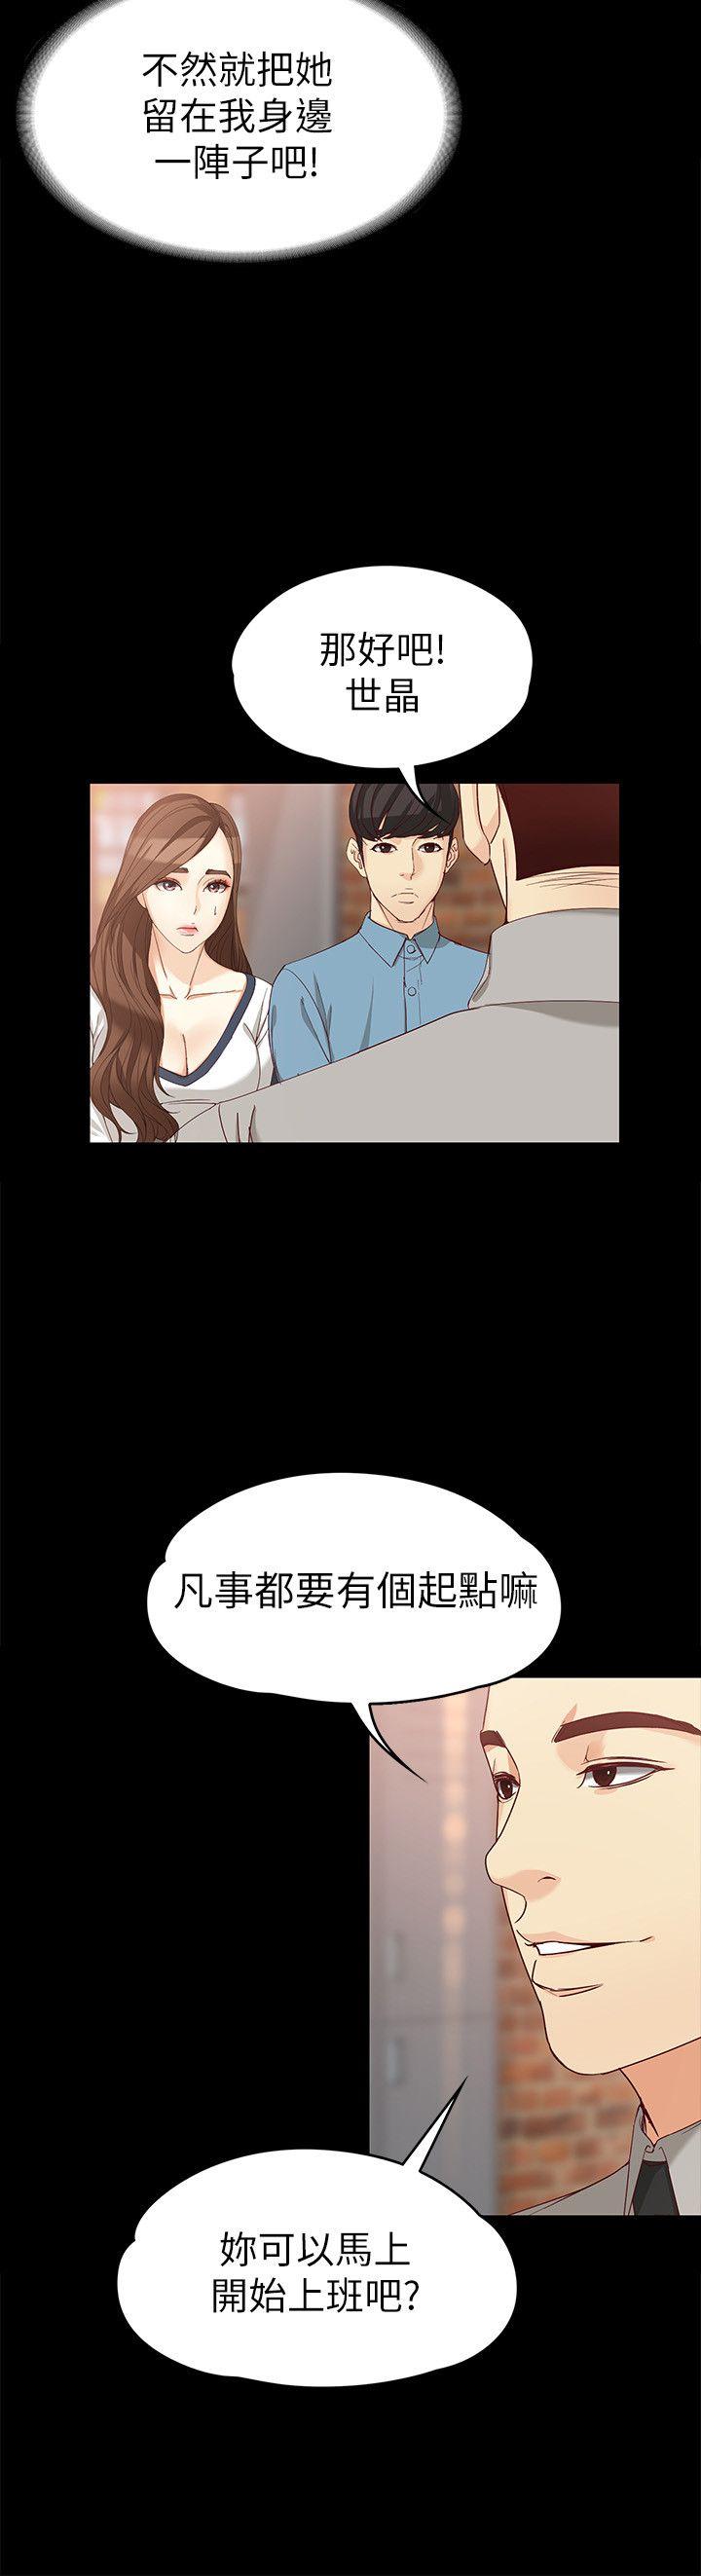 不然就把她
留在我身邊
一陣子吧!
那好吧!
世晶
凡事都要有個起點嘛
妳可以馬上
開始上班吧?